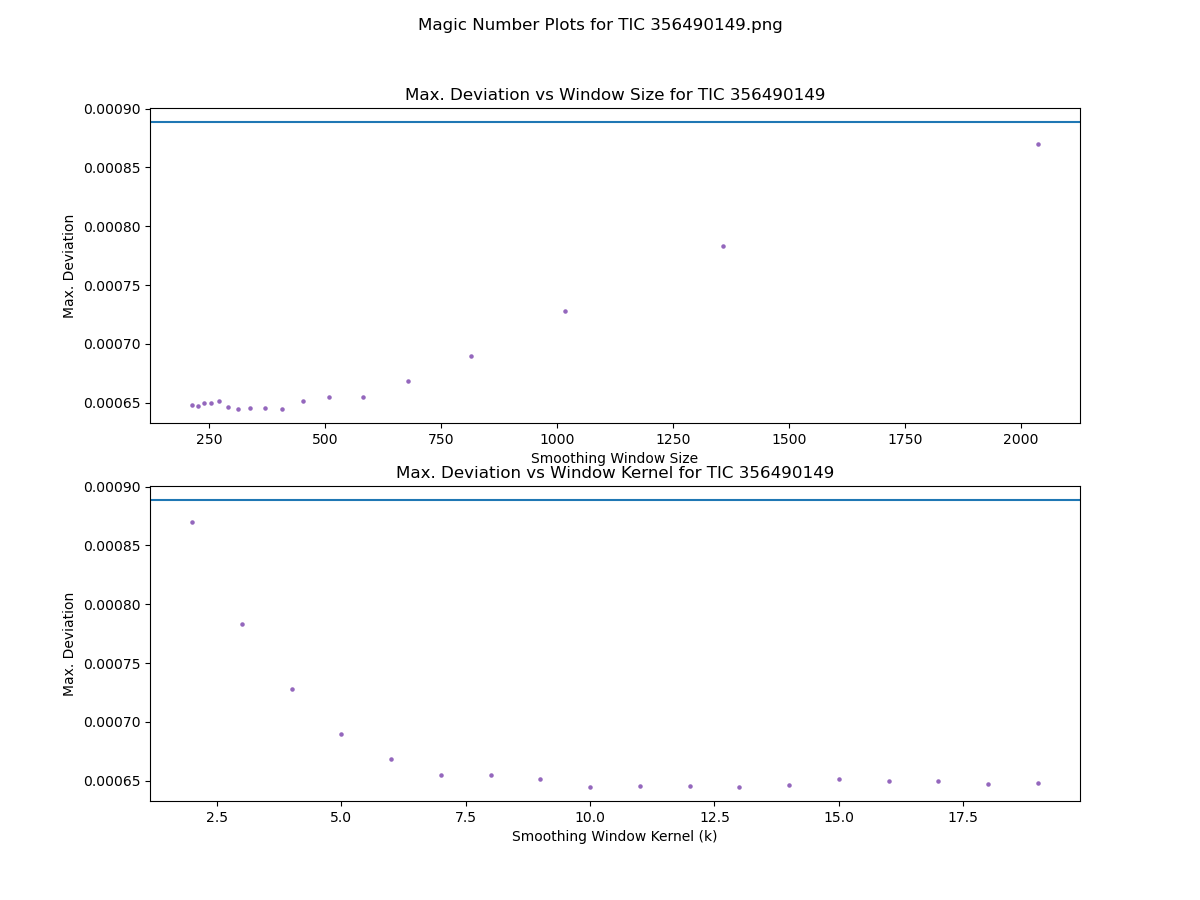 Magic Number Plots for TIC 356490149.png
Max. Deviation vs Window Size for TIC 356490149
0.00090
0.00085
0.00080
0.00075
0.00070
0.00065
Max. Deviation
250 500 750 1000 1250 1500 1750 2000
Smoothing Window Size
Max. Deviation vs Window Kernel for TIC 356490149
0.00090
0.00085
0.00080
0.00075
0.00070
0.00065
Max. Deviation
2.5 5.0 7.5 10.0 12.5 15.0 17.5
Smoothing Window Kernel (k)